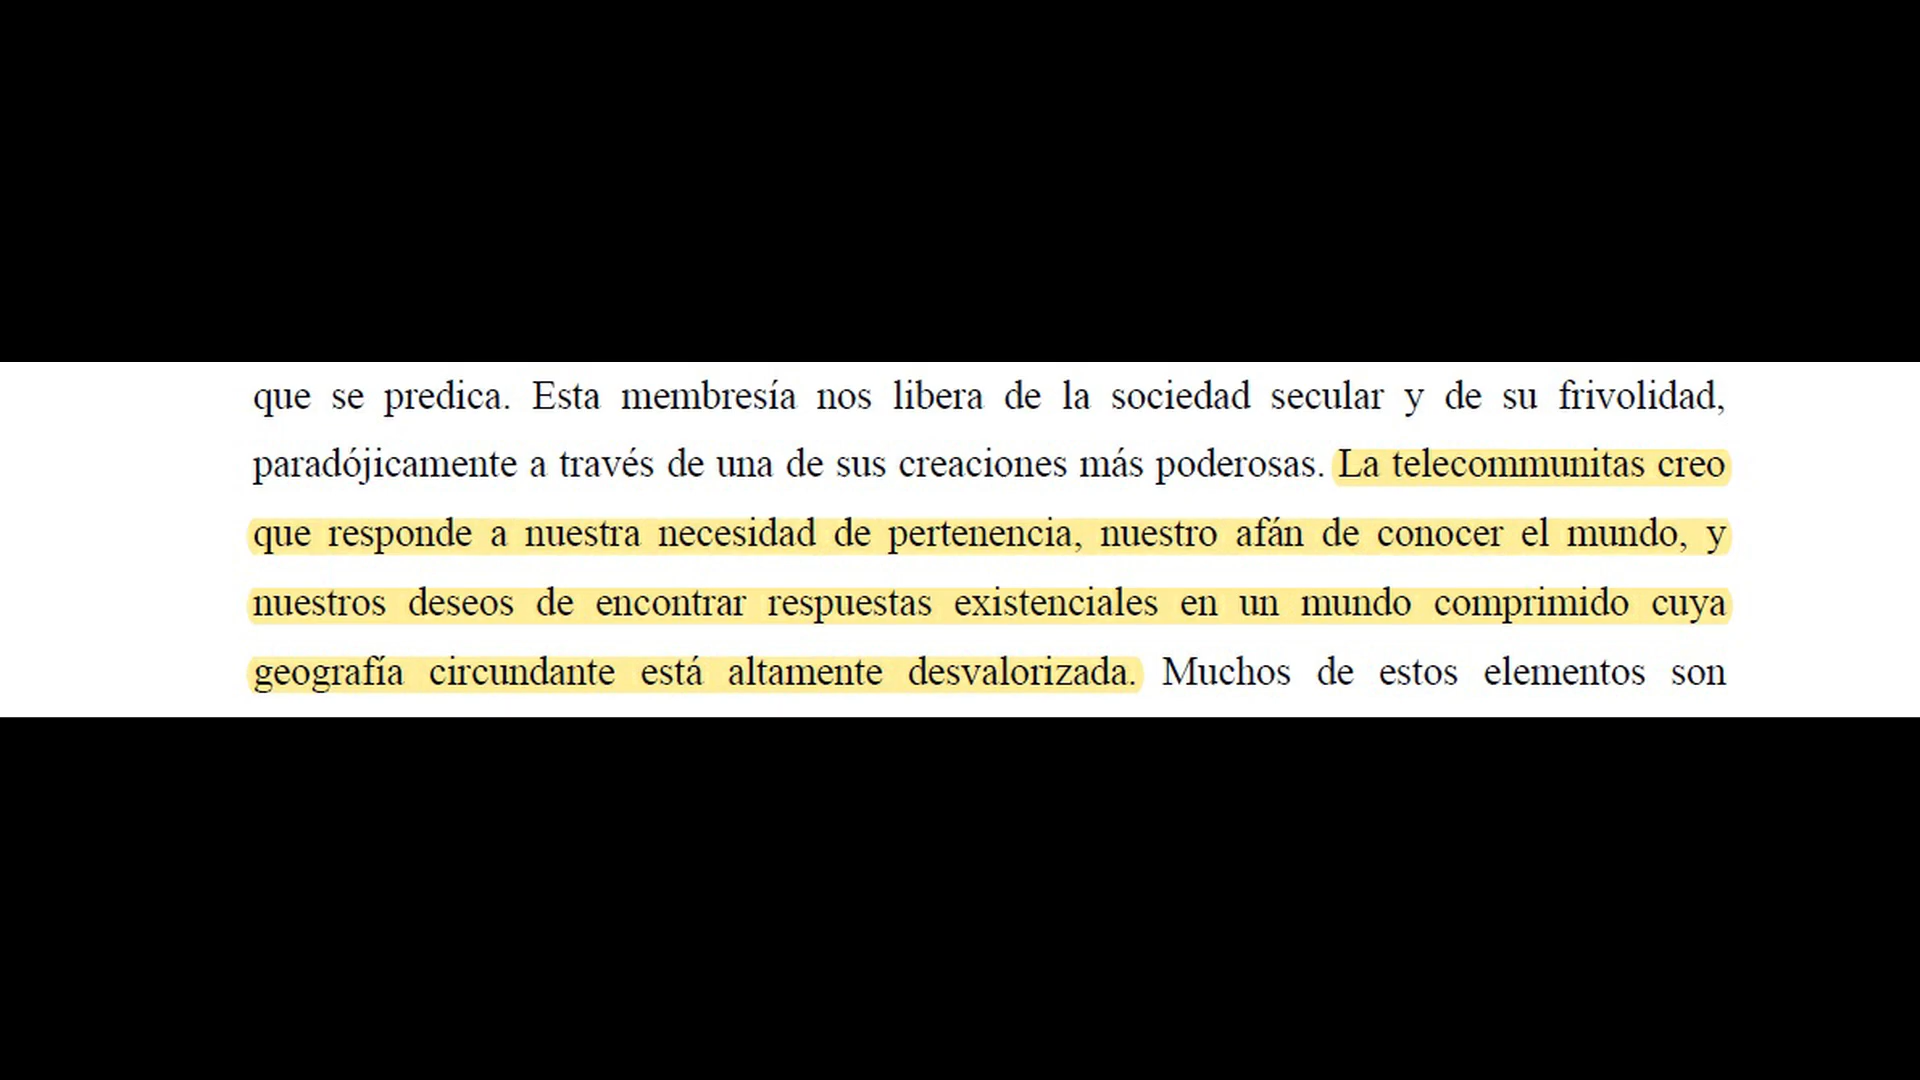 que se predica. Esta membresía nos libera de la sociedad secular y de su frivolidad,
paradójicamente a través de una de sus creaciones más poderosas. La telecommunitas creo
que responde a nuestra necesidad de pertenencia, nuestro afán de conocer el mundo, y
nuestros deseos de encontrar respuestas existenciales en un mundo comprimido cuya
geografía circundante está altamente desvalorizada. Muchos de estos elementos son